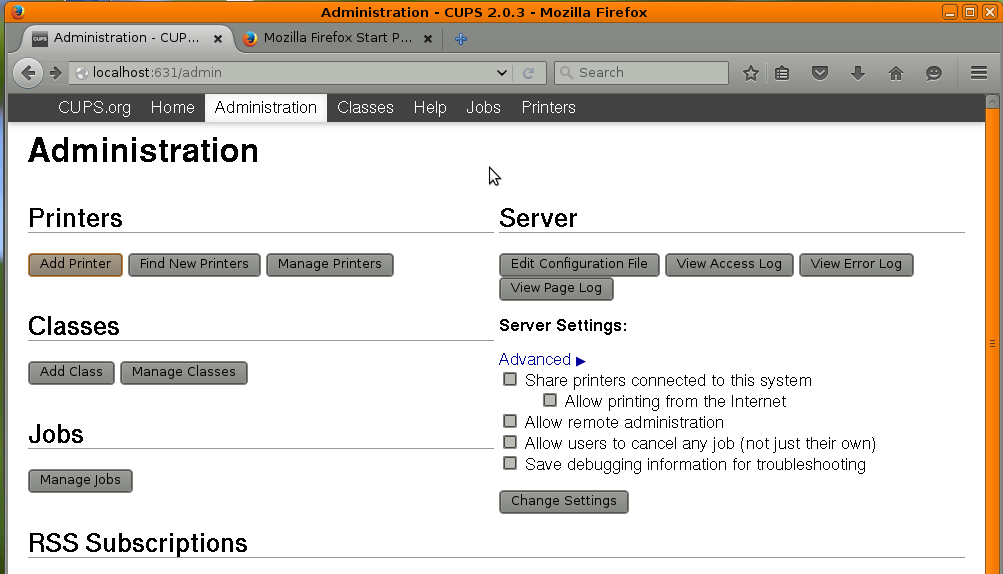 Administration - CUPS 2.0.3 - Mozilla Firefox
CUPS Administration - CUP... Mozilla Firefox Start P...
localhost:631/admin Search
CUPS.org Home Administration Classes Help Jobs Printers
Administration
Printers
Add Printer Find New Printers Manage Printers
Classes
Add Class Manage Classes
Jobs
Manage Jobs
RSS Subscriptions
Server
Edit Configuration File View Access Log View Error Log
View Page Log
Server Settings:
Advanced ▶
Share printers connected to this system
Allow printing from the Internet
Allow remote administration
Allow users to cancel any job (not just their own)
Save debugging information for troubleshooting
Change Settings